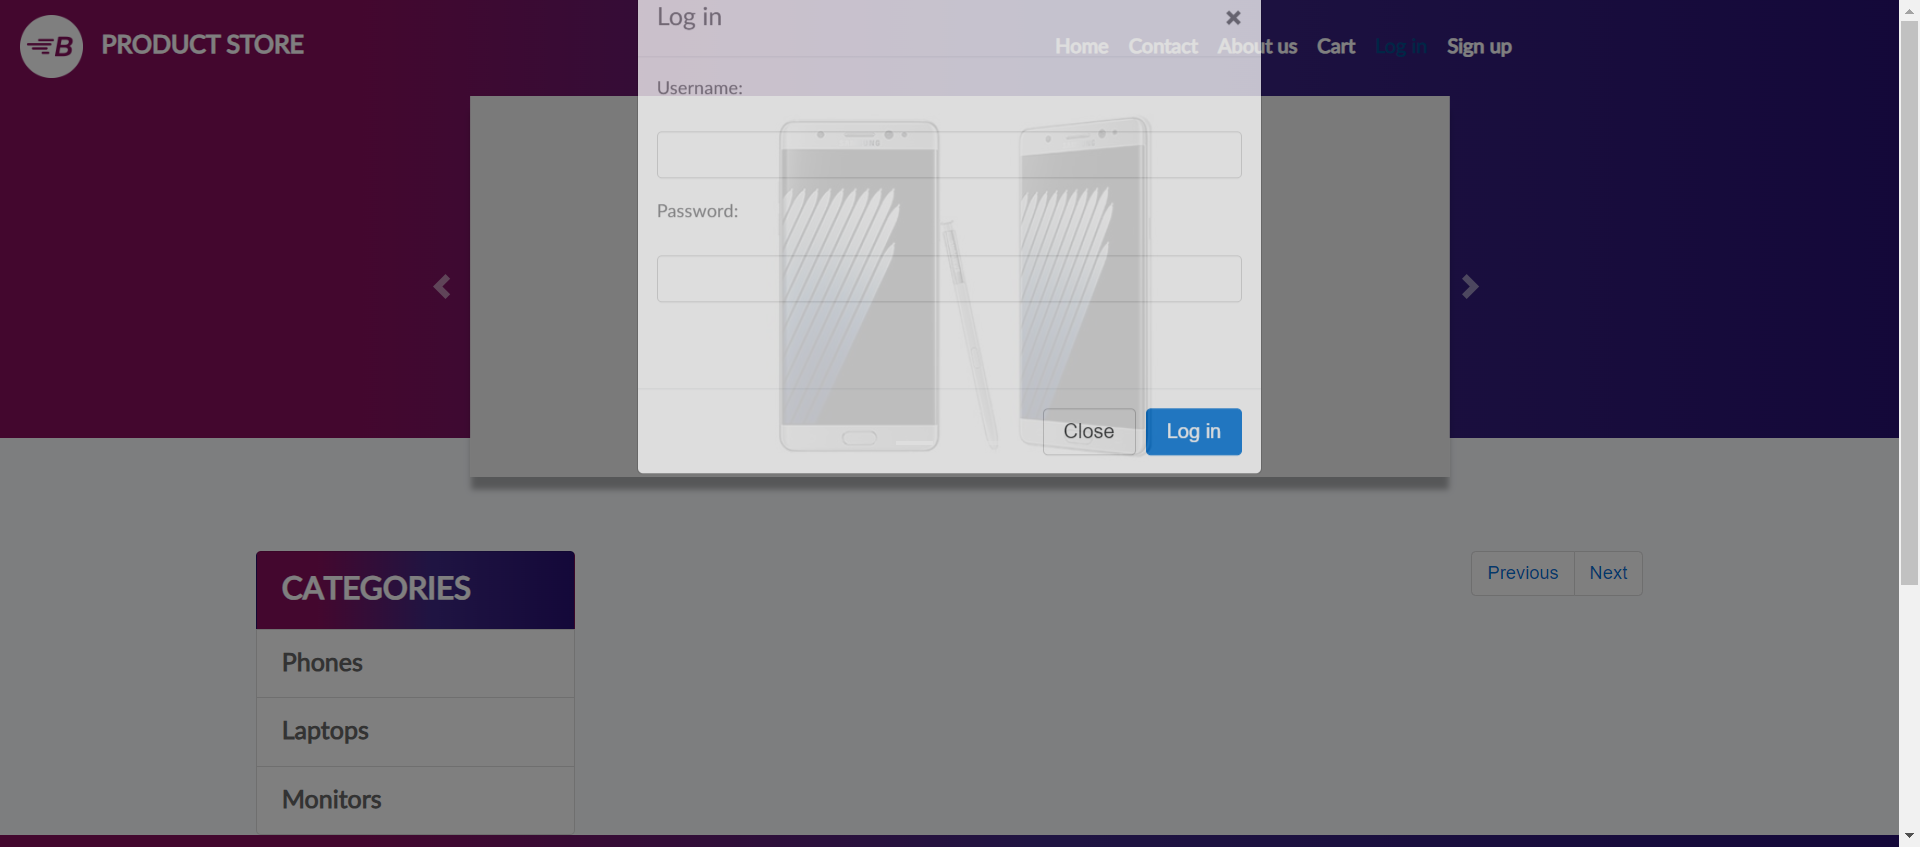 B PRODUCT STORE
Log in ×
Home Contact About us Cart Log in Sign up
Username:
Password:
Close Log in
CATEGORIES
Previous Next
Phones
Laptops
Monitors